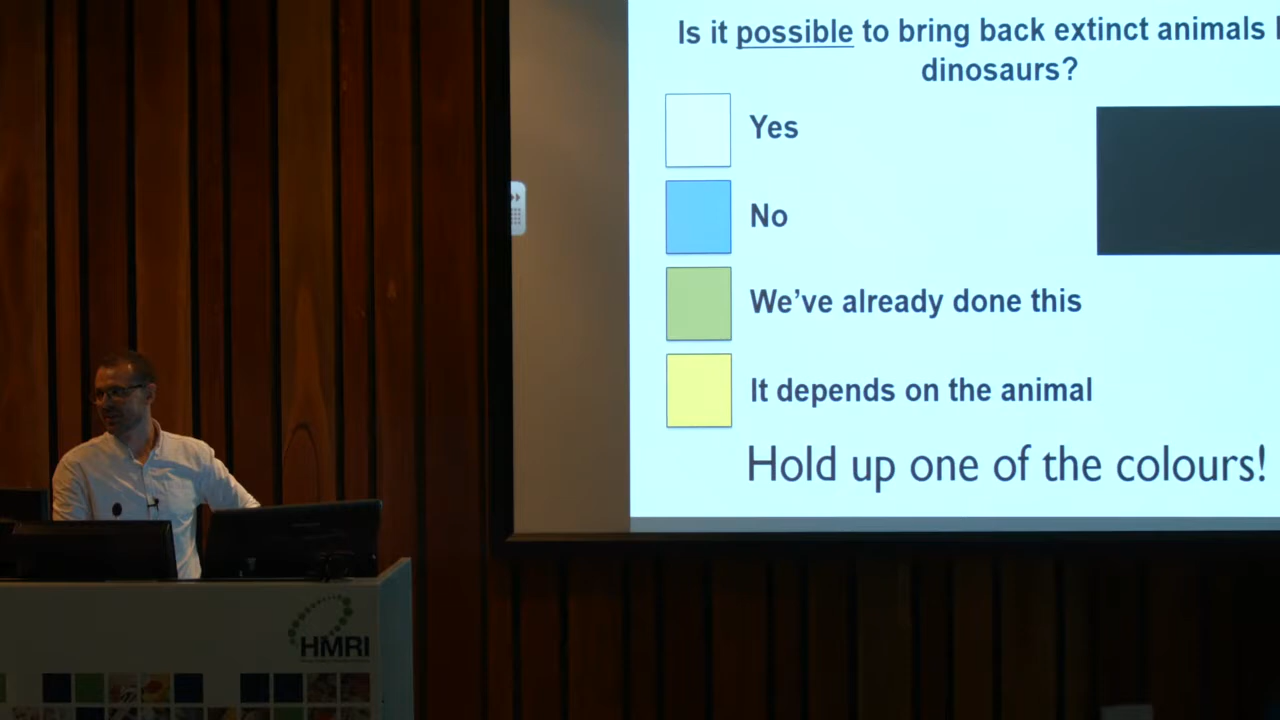 Is it possible to bring back extinct animals
dinosaurs?
Yes
No
We've already done this
It depends on the animal
Hold up one of the colours!
HMRI